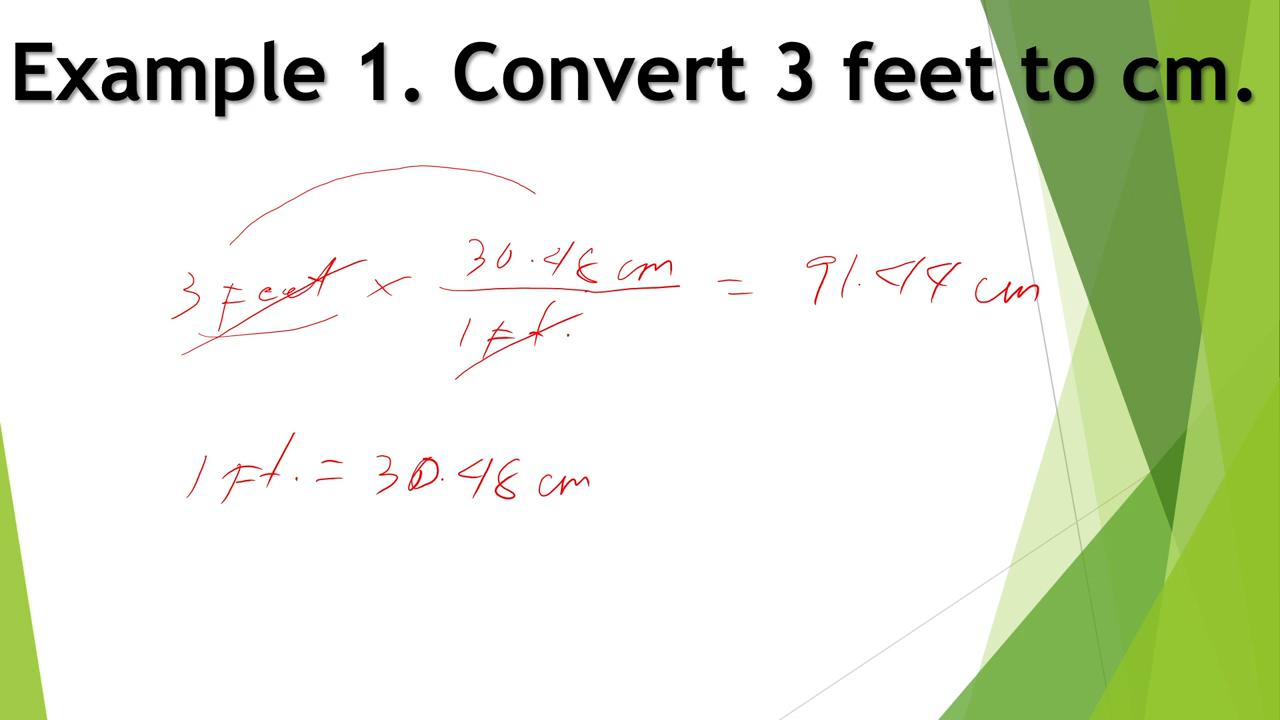 Example 1. Convert 3 feet to cm.
3 Feet × 30.48 cm / 1 Ft. = 91.44 cm
1 Ft. = 30.48 cm